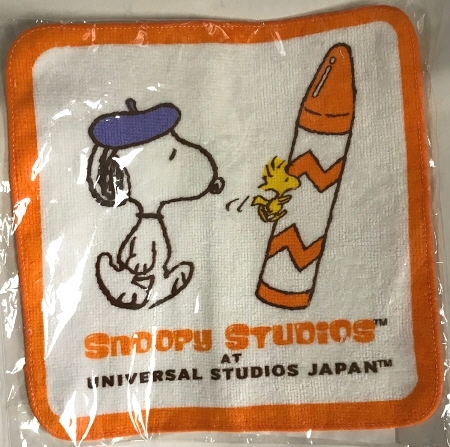 SNOOPY STUDIOS™
AT
UNIVERSAL STUDIOS JAPAN™